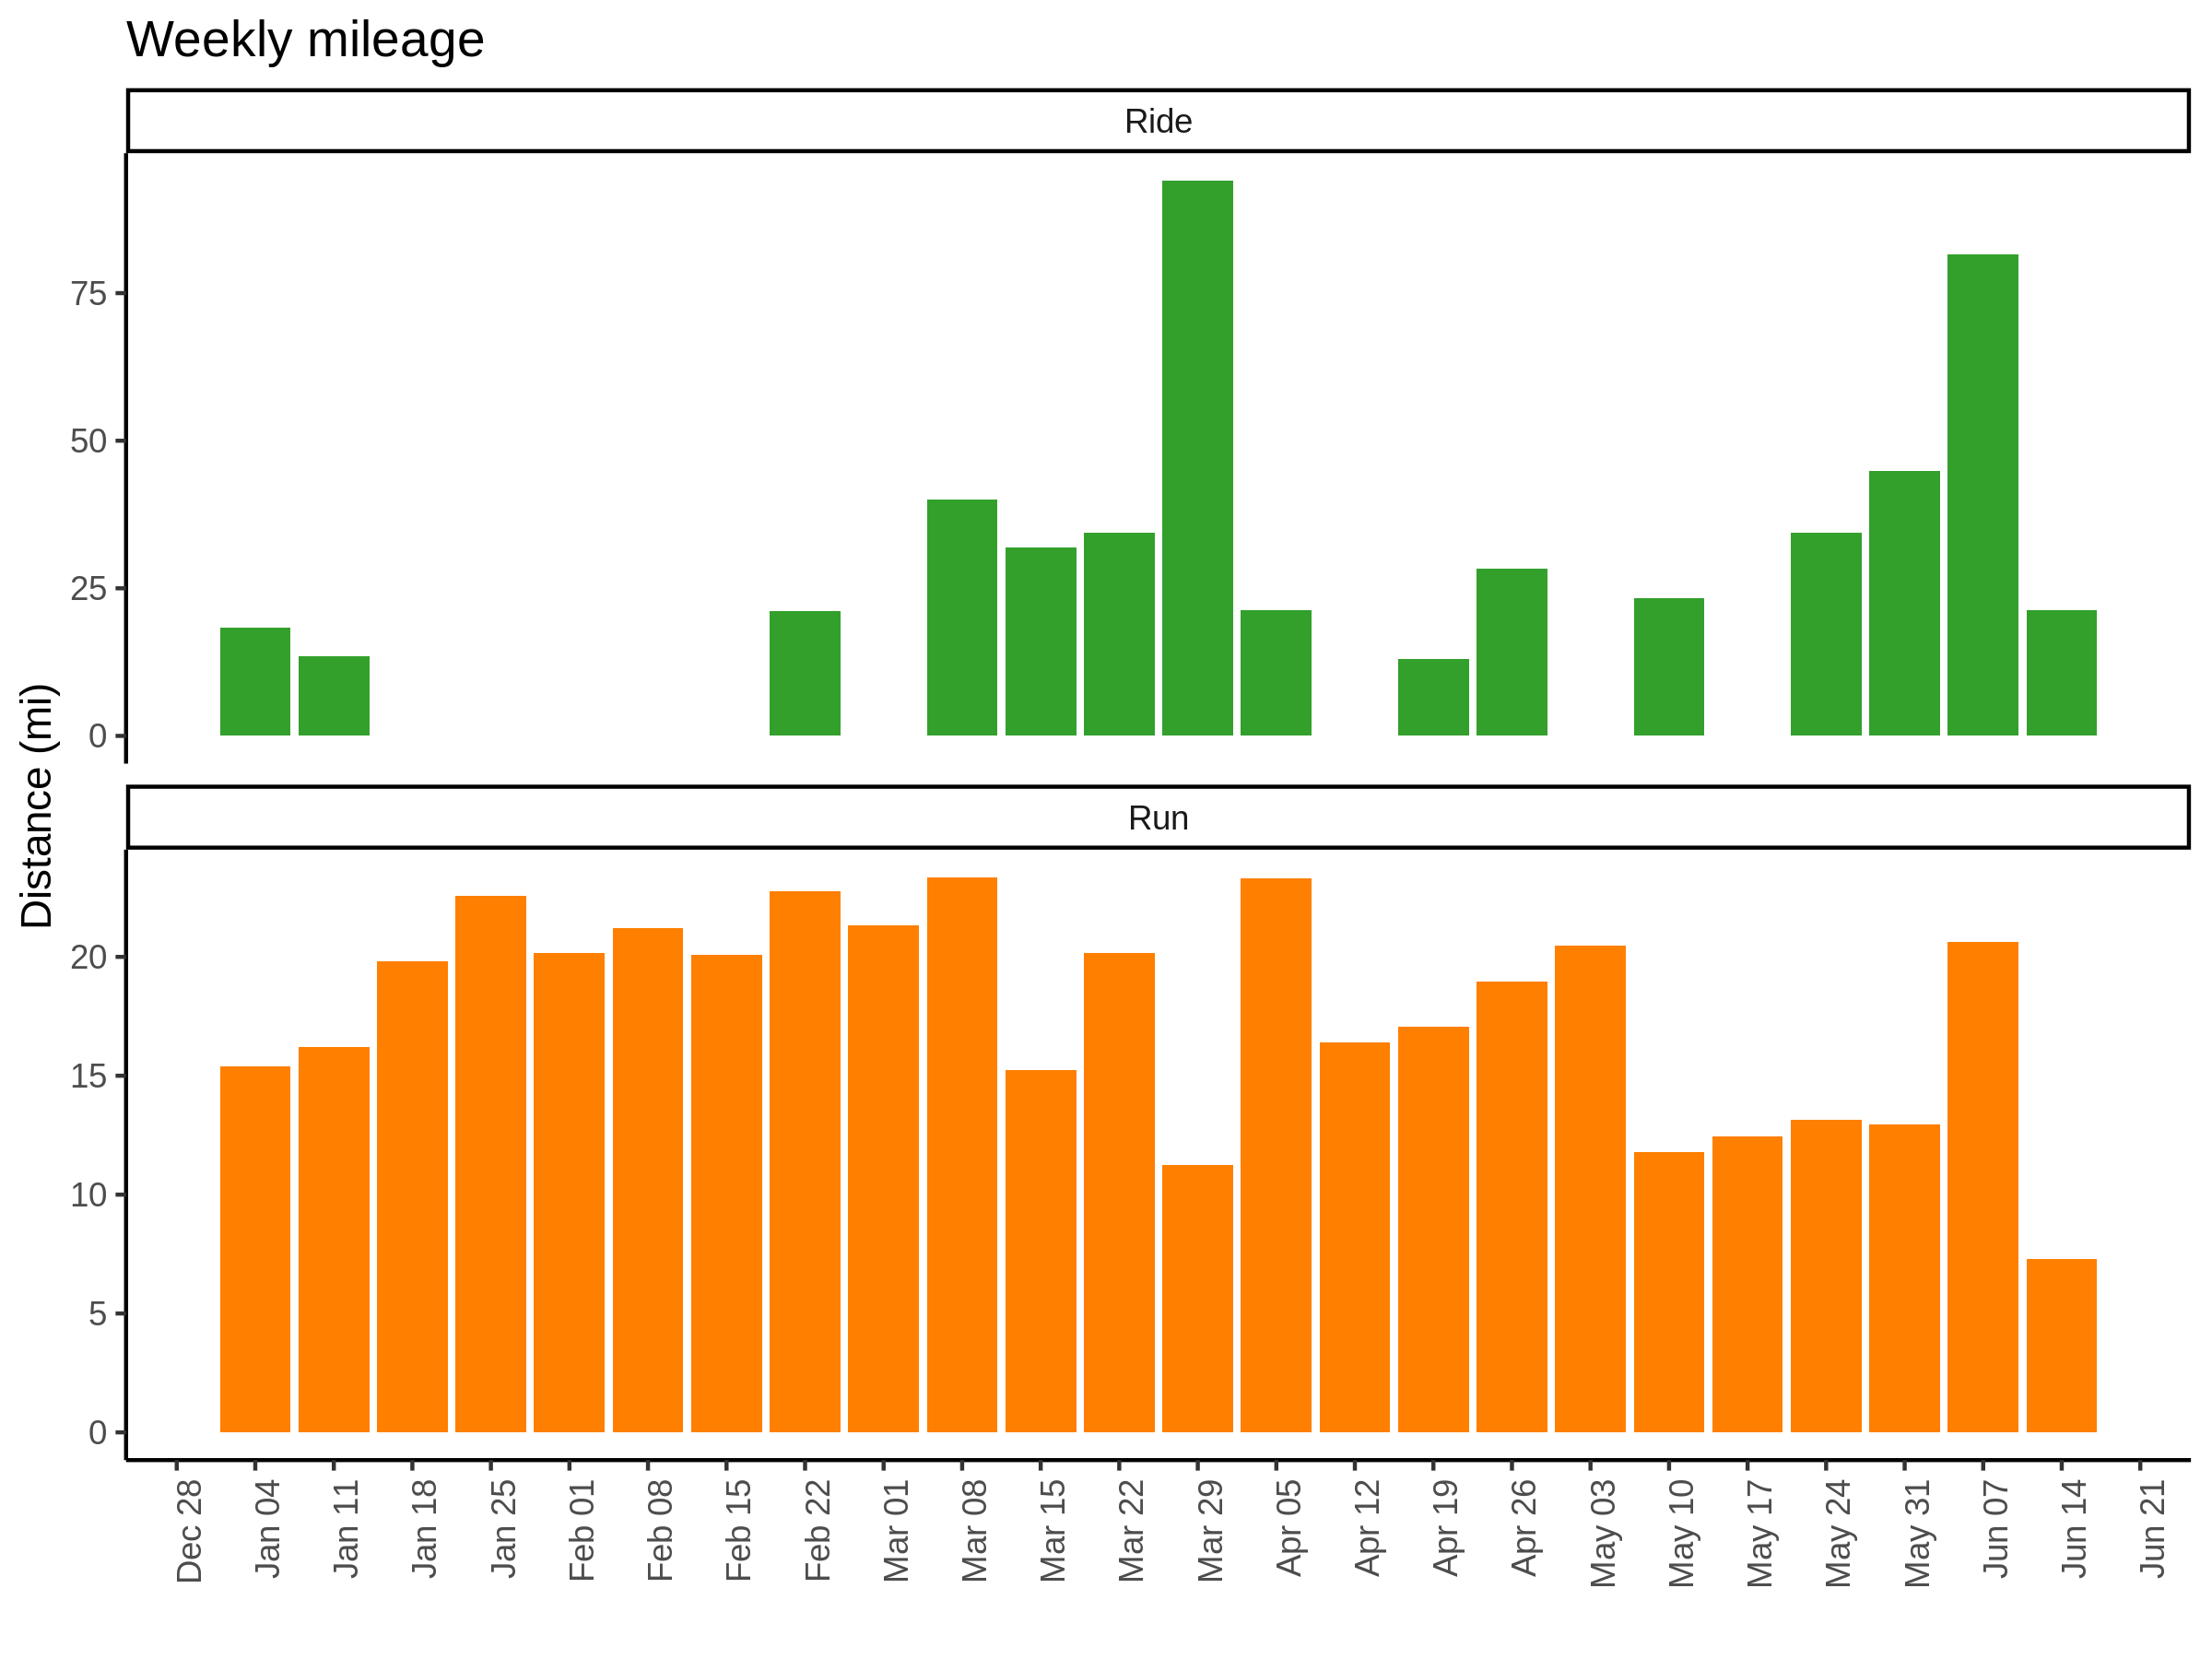 Weekly mileage
Ride
75
50
25
0
Distance (mi)
Run
20
15
10
5
0
Dec 28
Jan 04
Jan 11
Jan 18
Jan 25
Feb 01
Feb 08
Feb 15
Feb 22
Mar 01
Mar 08
Mar 15
Mar 22
Mar 29
Apr 05
Apr 12
Apr 19
Apr 26
May 03
May 10
May 17
May 24
May 31
Jun 07
Jun 14
Jun 21